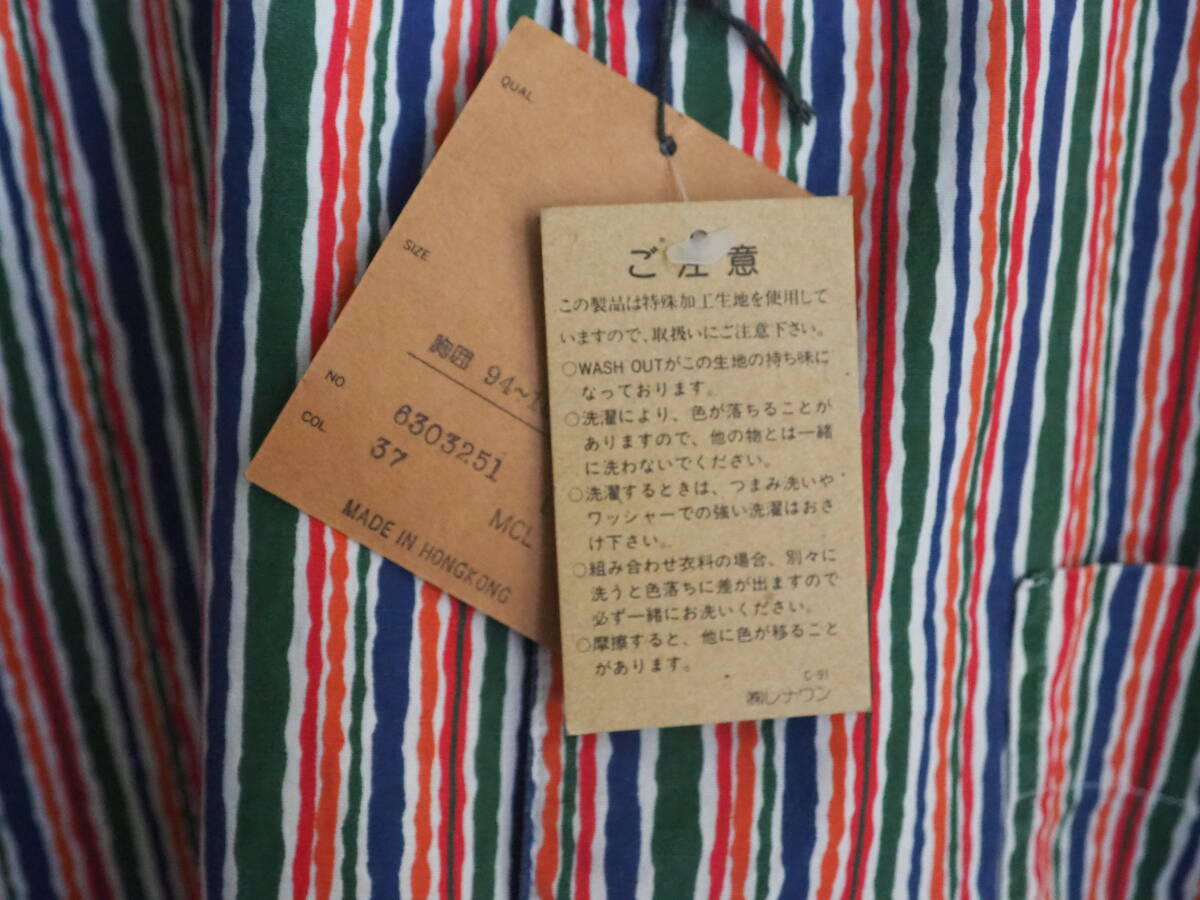 QUAL.
SIZE
胸囲 94~
NO. 6303251
COL. 37
MCL
MADE IN HONGKONG
ご注意
この製品は特殊加工生地を使用して
いますので、取扱いにご注意下さい。
○WASH OUTがこの生地の持ち味に
なっております。
○洗濯により、色が落ちることが
ありますので、他の物とは一緒
に洗わないでください。
○洗濯するときは、つまみ洗いや
ワッシャーでの強い洗濯はおさ
け下さい。
○組み合わせ衣料の場合、別々に
洗うと色落ちに差が出ますので
必ず一緒にお洗いください。
○摩擦すると、他に色が移ること
があります。
C-91
㈱レナウン